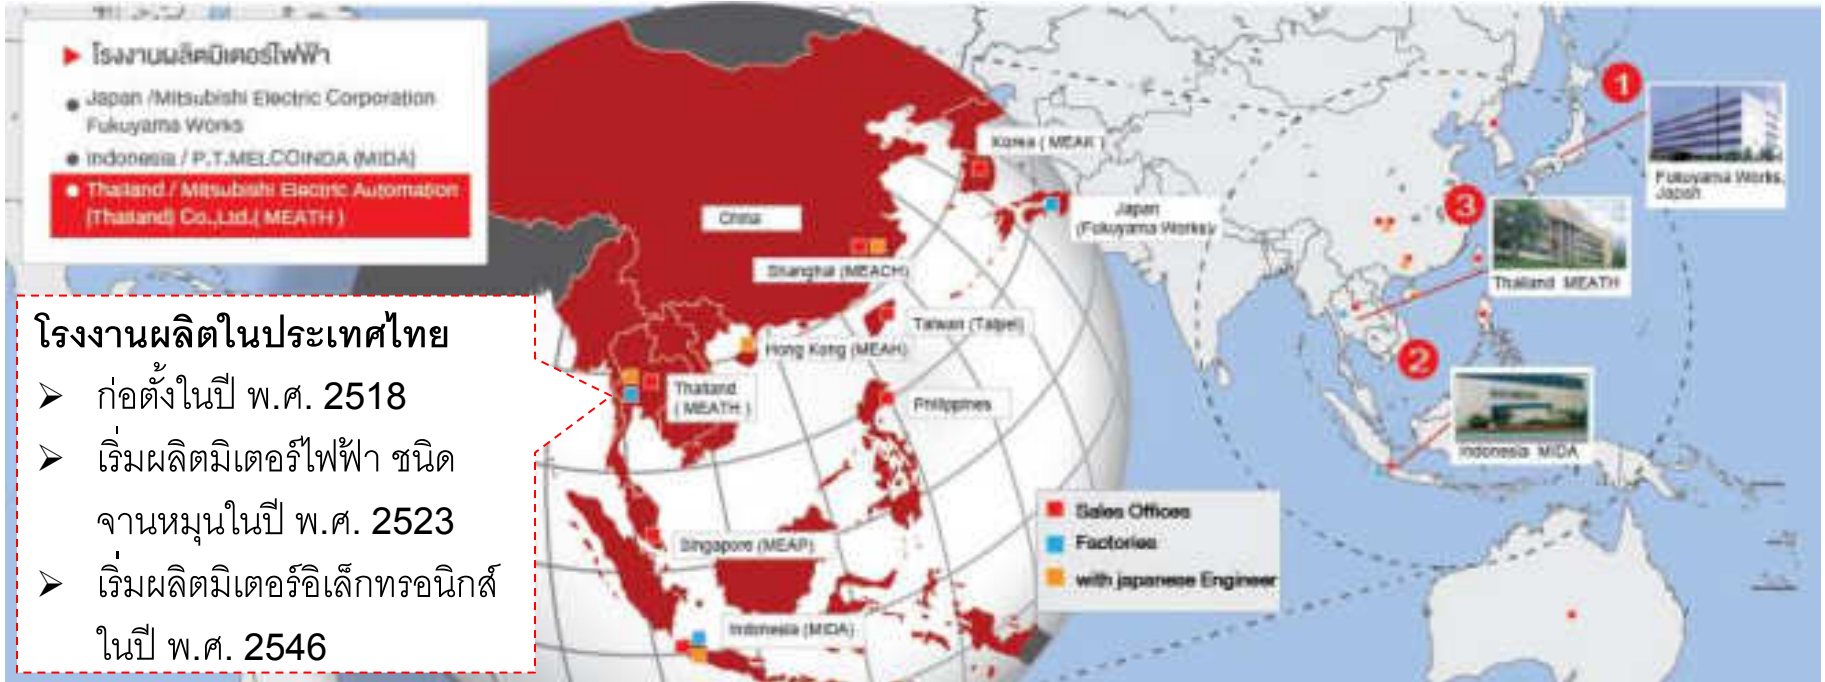 โรงงานผลิตมิเตอร์ไฟฟ้า
Japan /Mitsubishi Electric Corporation
Fukuyama Works
Indonesia / P.T.MELCOINDA (MIDA)
Thailand / Mitsubishi Electric Automation
(Thailand) Co.,Ltd.( MEATH )
โรงงานผลิตในประเทศไทย
ก่อตั้งในปี พ.ศ. 2518
เริ่มผลิตมิเตอร์ไฟฟ้า ชนิด
จานหมุนในปี พ.ศ. 2523
เริ่มผลิตมิเตอร์อิเล็กทรอนิกส์
ในปี พ.ศ. 2546
Korea ( MEAK )
China
Japan
(Fukuyama Works)
Shanghai (MEACH)
Taiwan (Taipei)
Hong Kong (MEAH)
Thailand
( MEATH )
Philippines
Singapore (MEAP)
Indonesia (MIDA)
Sales Offices
Factories
with japanese Engineer
1
Fukuyama Works,
Japan
3
Thailand MEATH
2
Indonesia MIDA